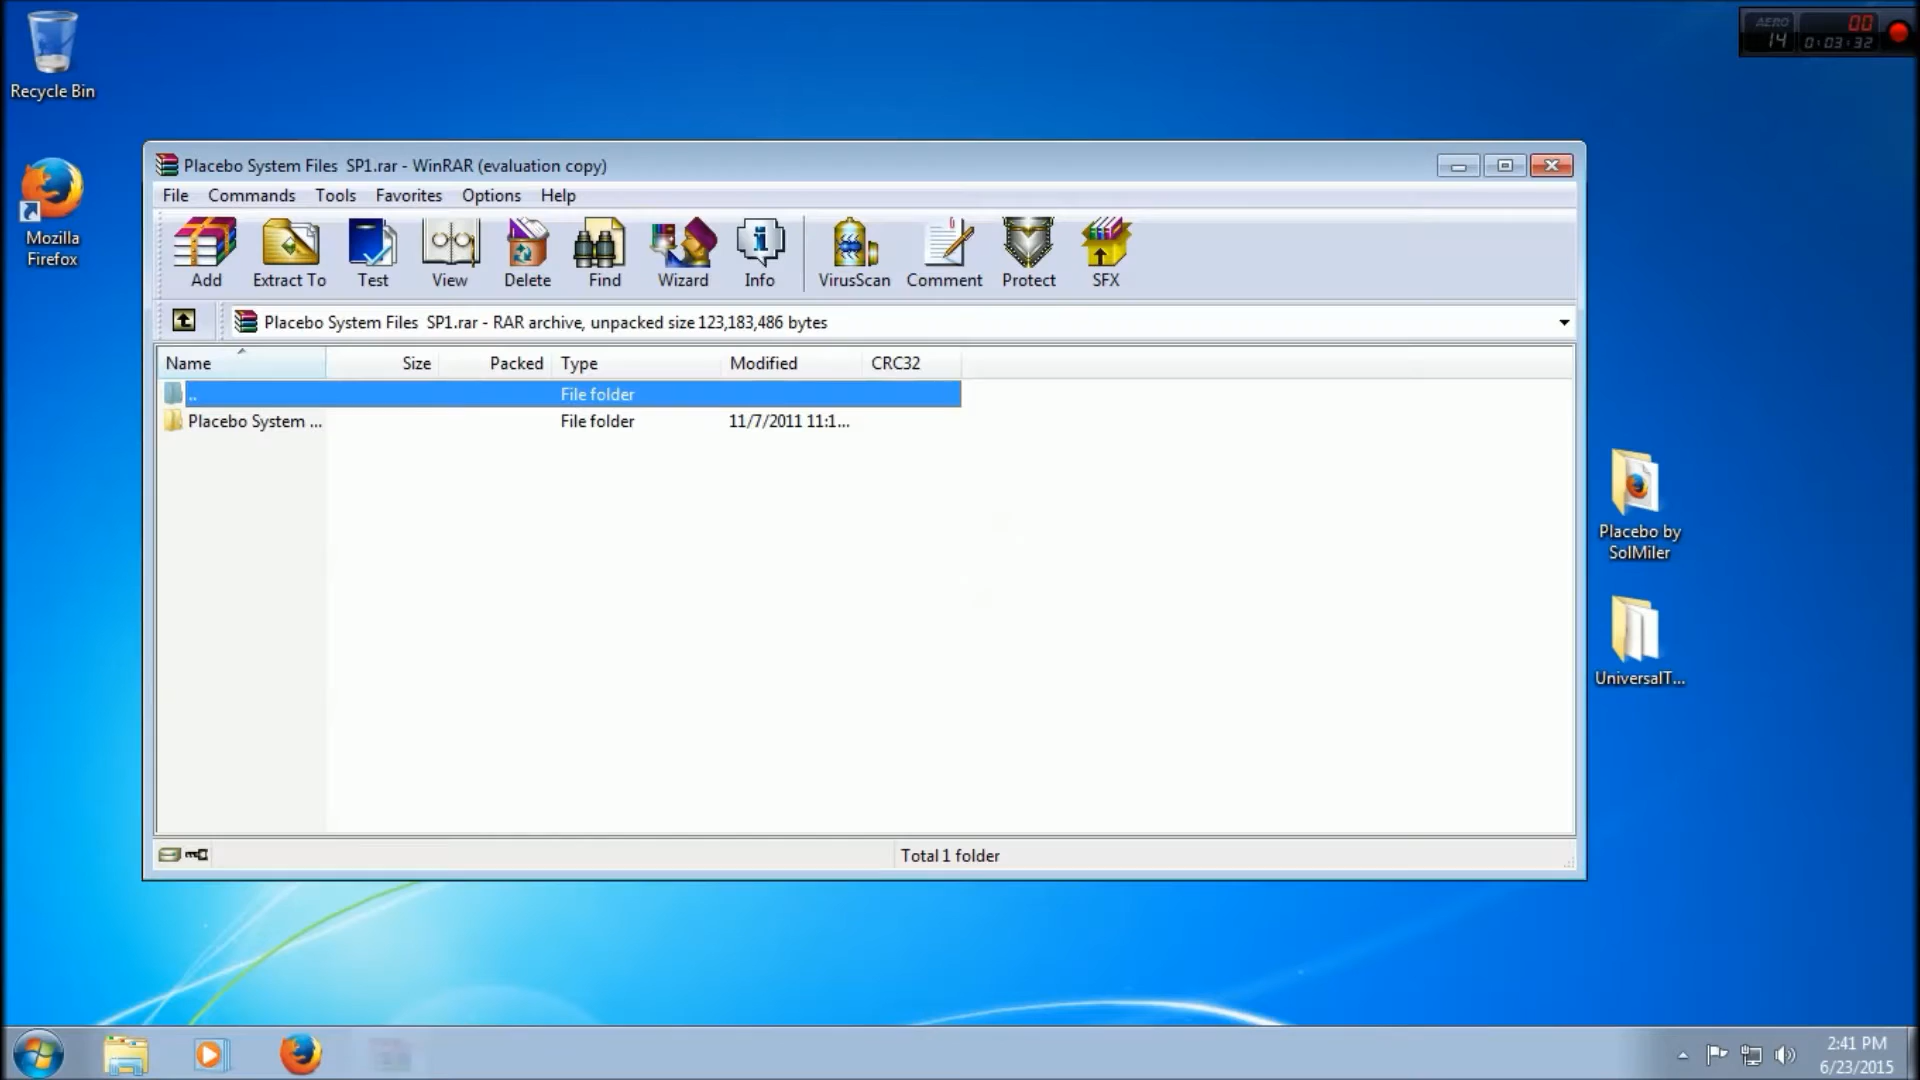 AERO 00
14 0:03:32
Recycle Bin
Placebo System Files  SP1.rar - WinRAR (evaluation copy)
File Commands Tools Favorites Options Help
Add Extract To Test View Delete Find Wizard Info VirusScan Comment Protect SFX
Mozilla
Firefox
Placebo System Files  SP1.rar - RAR archive, unpacked size 123,183,486 bytes
Name Size Packed Type Modified CRC32
.. File folder
Placebo System ... File folder 11/7/2011 11:1...
Placebo by
SolMiler
UniversalT...
Total 1 folder
2:41 PM
6/23/2015